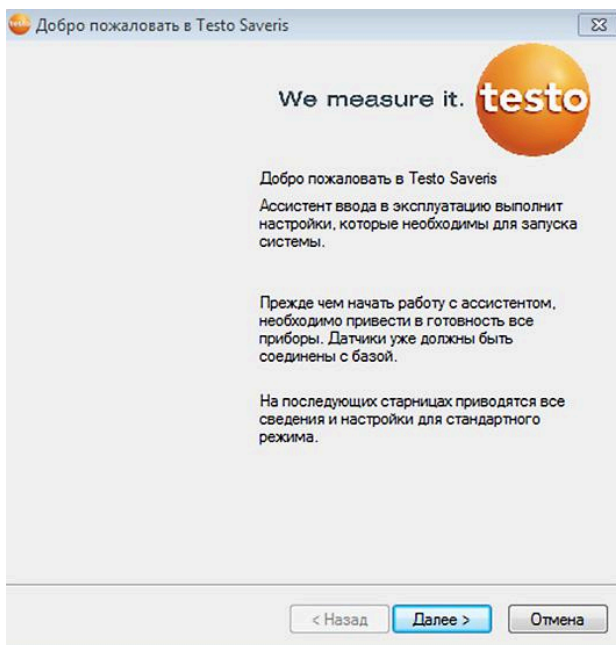 Добро пожаловать в Testo Saveris
We measure it. testo
Добро пожаловать в Testo Saveris
Ассистент ввода в эксплуатацию выполнит
настройки, которые необходимы для запуска
системы.
Прежде чем начать работу с ассистентом,
необходимо привести в готовность все
приборы. Датчики уже должны быть
соединены с базой.
На последующих старницах приводятся все
сведения и настройки для стандартного
режима.
< Назад Далее > Отмена